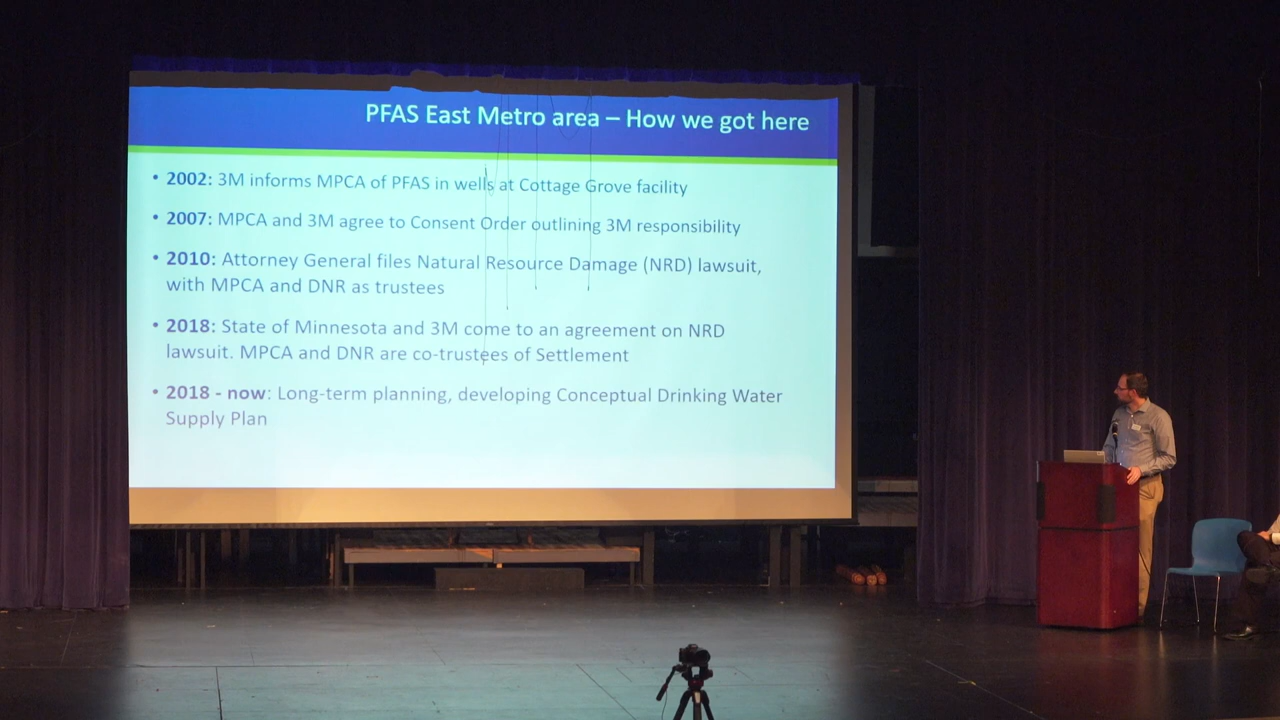 PFAS East Metro area – How we got here
• 2002: 3M informs MPCA of PFAS in wells at Cottage Grove facility
• 2007: MPCA and 3M agree to Consent Order outlining 3M responsibility
• 2010: Attorney General files Natural Resource Damage (NRD) lawsuit,
with MPCA and DNR as trustees
• 2018: State of Minnesota and 3M come to an agreement on NRD
lawsuit. MPCA and DNR are co-trustees of Settlement
• 2018 - now: Long-term planning, developing Conceptual Drinking Water
Supply Plan